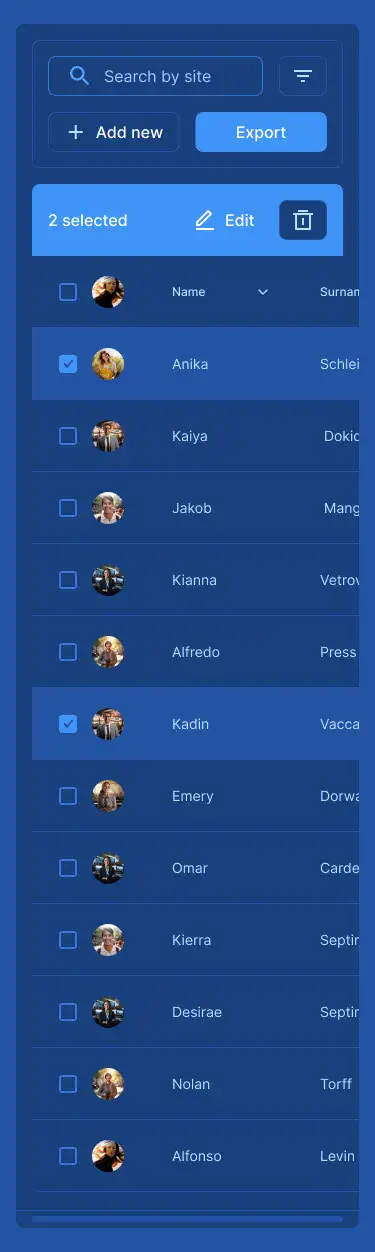 Search by site
Add new Export
2 selected Edit
Name Surnam
Anika Schlei
Kaiya Dokic
Jakob Mang
Kianna Vetrov
Alfredo Press
Kadin Vacca
Emery Dorwa
Omar Carde
Kierra Septin
Desirae Septin
Nolan Torff
Alfonso Levin